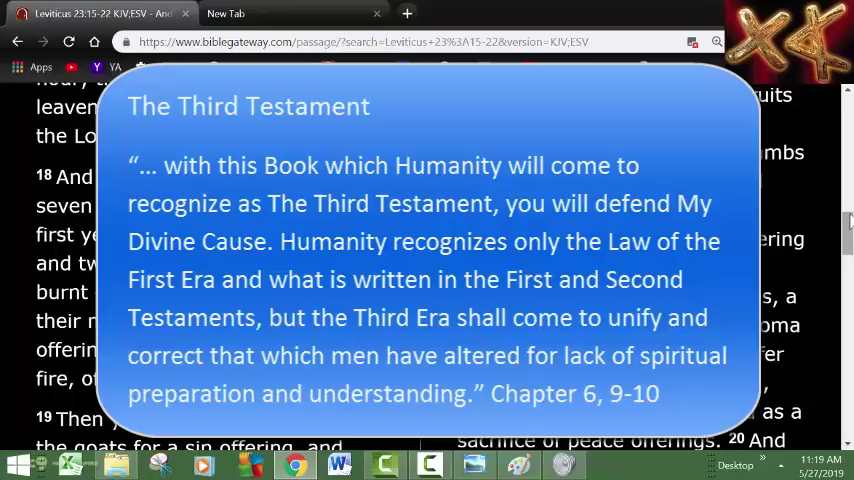 Leviticus 23:15-22 KJV;ESV - And
New Tab
https://www.biblegateway.com/passage/?search=Leviticus+23%3A15-22&version=KJV;ESV
Apps
YA
leaven
the Lo
18 And
seven
first ye
and tw
burnt
their
offerin
fire, o
19 Then
the goats for a sin offering, and
The Third Testament
“... with this Book which Humanity will come to
recognize as The Third Testament, you will defend My
Divine Cause. Humanity recognizes only the Law of the
First Era and what is written in the First and Second
Testaments, but the Third Era shall come to unify and
correct that which men have altered for lack of spiritual
preparation and understanding.” Chapter 6, 9-10
ruits
mbs
ering
s, a
oma
fer
as a
sacrifice of peace offerings. 20 And
Desktop
11:19 AM
5/27/2019